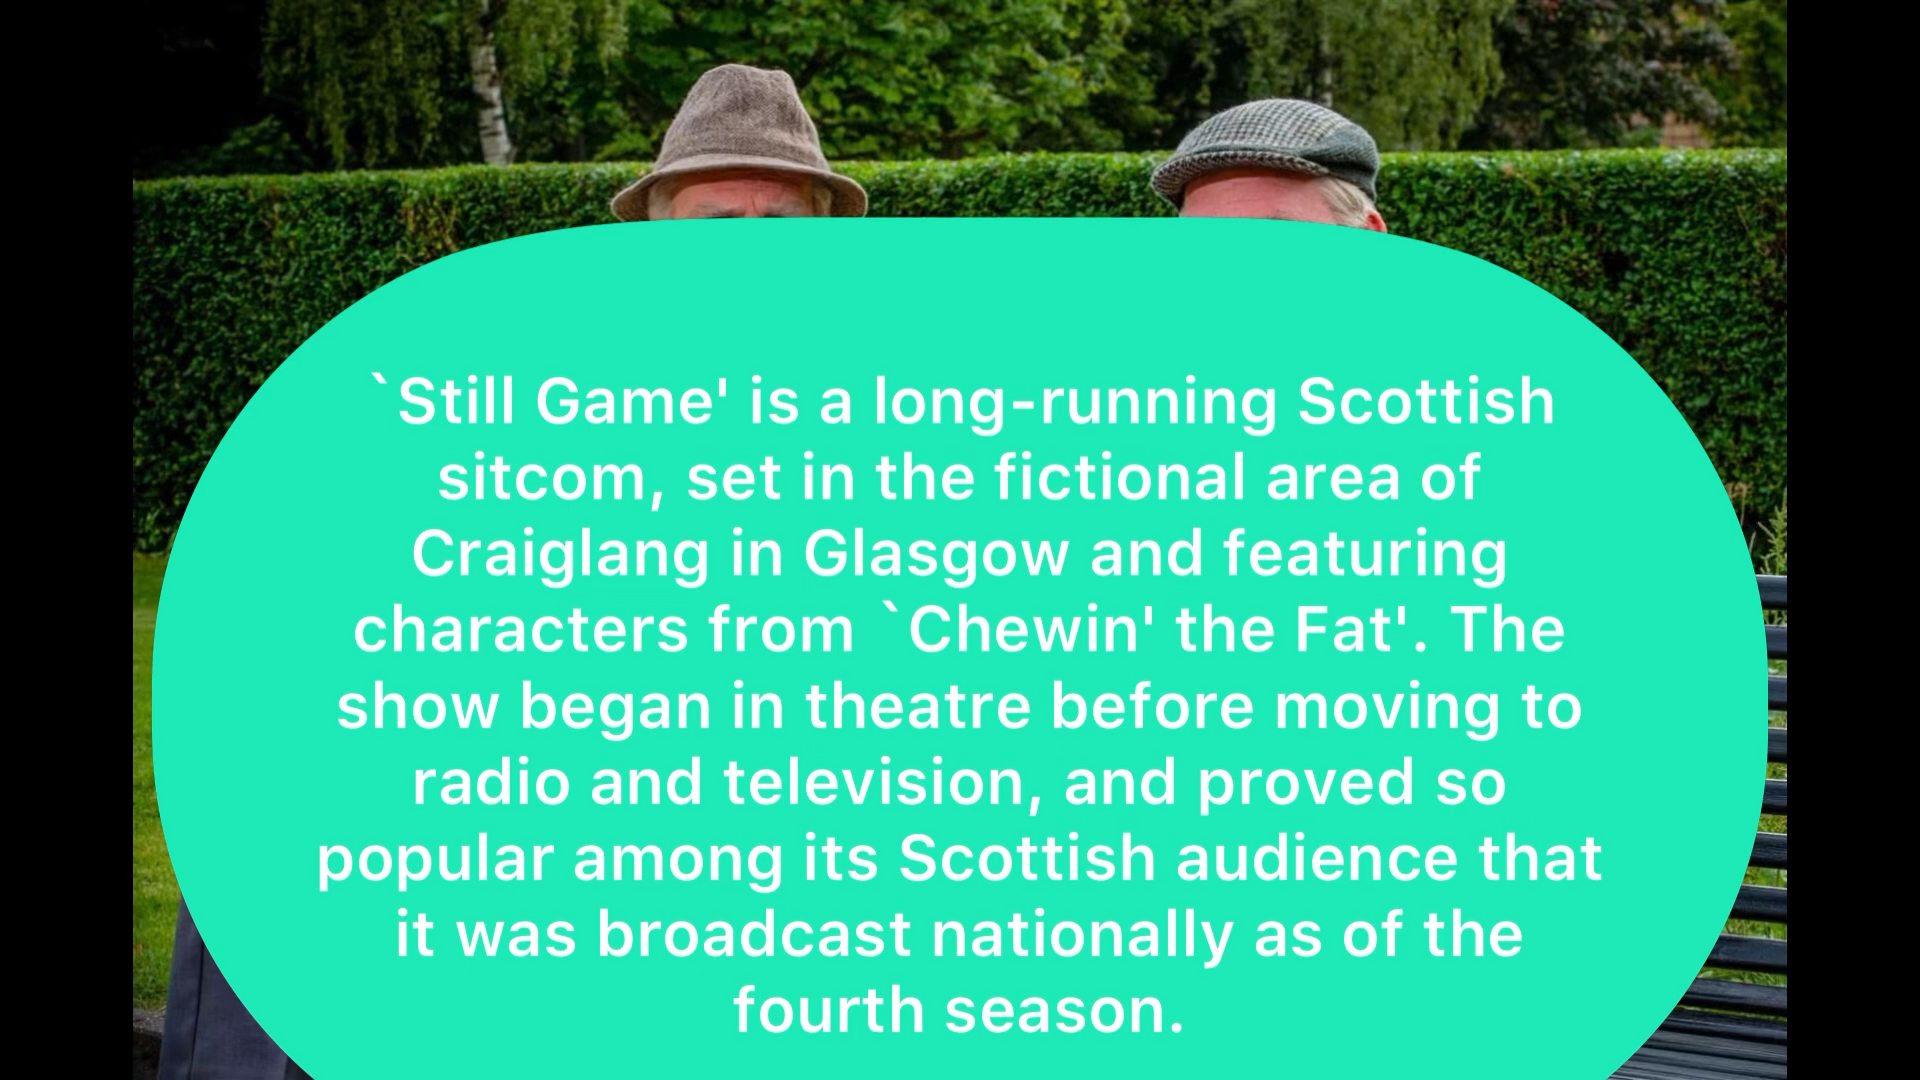 `Still Game' is a long-running Scottish
sitcom, set in the fictional area of
Craiglang in Glasgow and featuring
characters from `Chewin' the Fat'. The
show began in theatre before moving to
radio and television, and proved so
popular among its Scottish audience that
it was broadcast nationally as of the
fourth season.